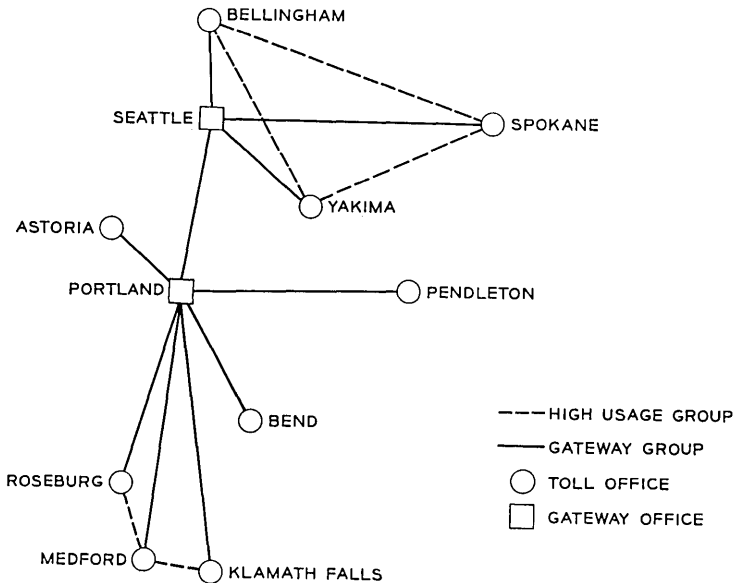 BELLINGHAM
SEATTLE
SPOKANE
YAKIMA
ASTORIA
PORTLAND
PENDLETON
BEND
HIGH USAGE GROUP
GATEWAY GROUP
ROSEBURG
TOLL OFFICE
GATEWAY OFFICE
MEDFORD
KLAMATH FALLS